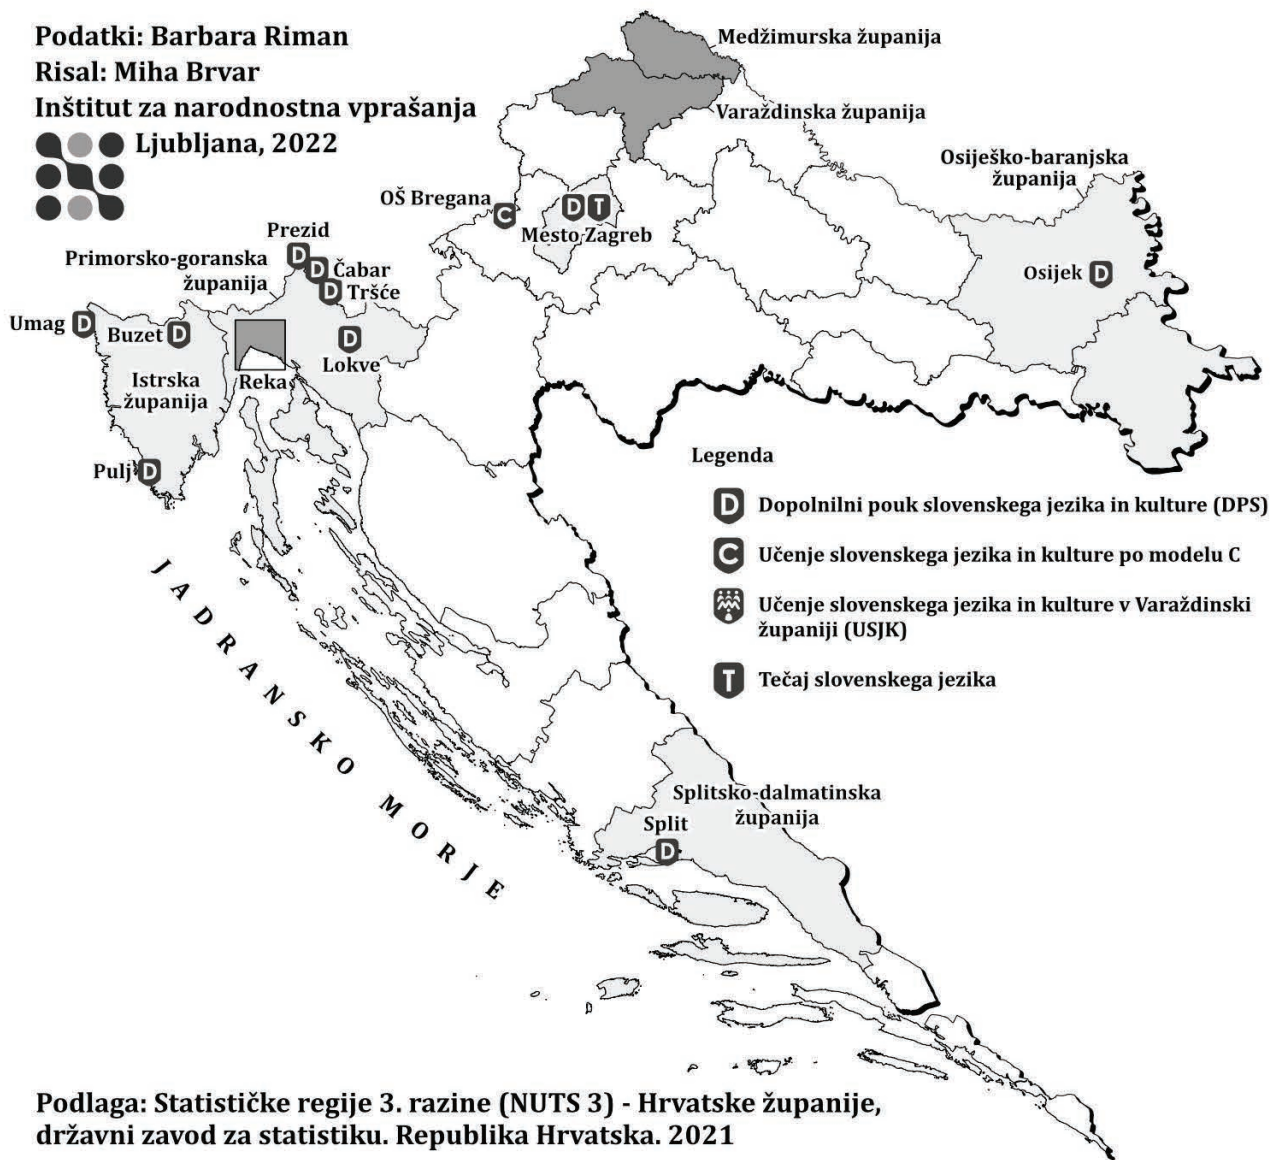 Podatki: Barbara Riman
Risal: Miha Brvar
Inštitut za narodnostna vprašanja
Ljubljana, 2022
Medžimurska županija
Varaždinska županija
Osiješko-baranjska
županija
OŠ Bregana
C
D
T
Mesto Zagreb
Prezid
D
Primorsko-goranska
županija
D
Čabar
D
Tršće
Osijek
D
Umag
D
Buzet
D
D
Lokve
Reka
Istrska
županija
Pulj
D
JADRANSKO MORJE
Legenda
D
Dopolnilni pouk slovenskega jezika in kulture (DPS)
C
Učenje slovenskega jezika in kulture po modelu C
Učenje slovenskega jezika in kulture v Varaždinski
županiji (USJK)
T
Tečaj slovenskega jezika
Splitsko-dalmatinska
županija
Split
D
Podlaga: Statističke regije 3. razine (NUTS 3) - Hrvatske županije,
državni zavod za statistiku. Republika Hrvatska. 2021